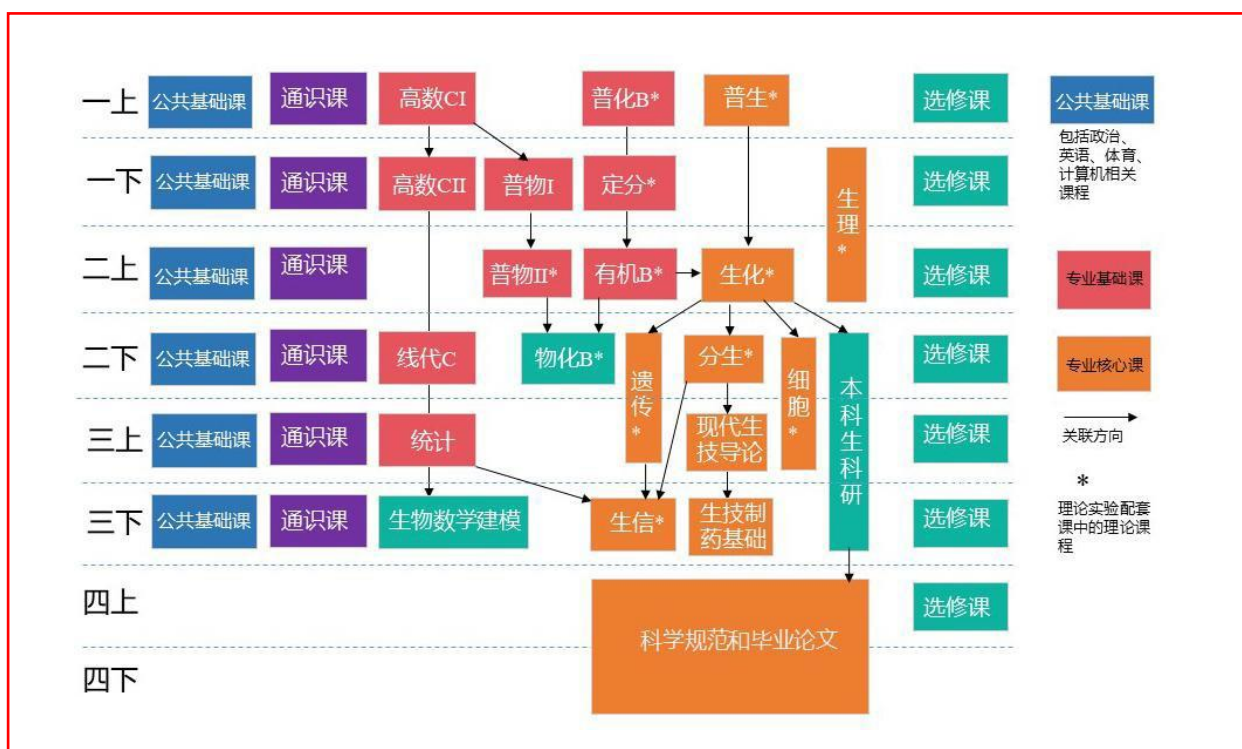 一上
公共基础课
通识课
高数CI
普化B*
普生*
选修课
公共基础课
包括政治、
英语、体育、
计算机相关
课程
一下
公共基础课
通识课
高数CII
普物I
定分*
生理*
选修课
二上
公共基础课
通识课
普物II*
有机B*
生化*
选修课
专业基础课
二下
公共基础课
通识课
线代C
物化B*
遗传*
分生*
细胞*
本科生科研
选修课
专业核心课
三上
公共基础课
通识课
统计
现代生
技导论
选修课
关联方向
三下
公共基础课
通识课
生物数学建模
生信*
生技制
药基础
选修课
*
理论实验配套
课中的理论课
程
四上
科学规范和毕业论文
选修课
四下